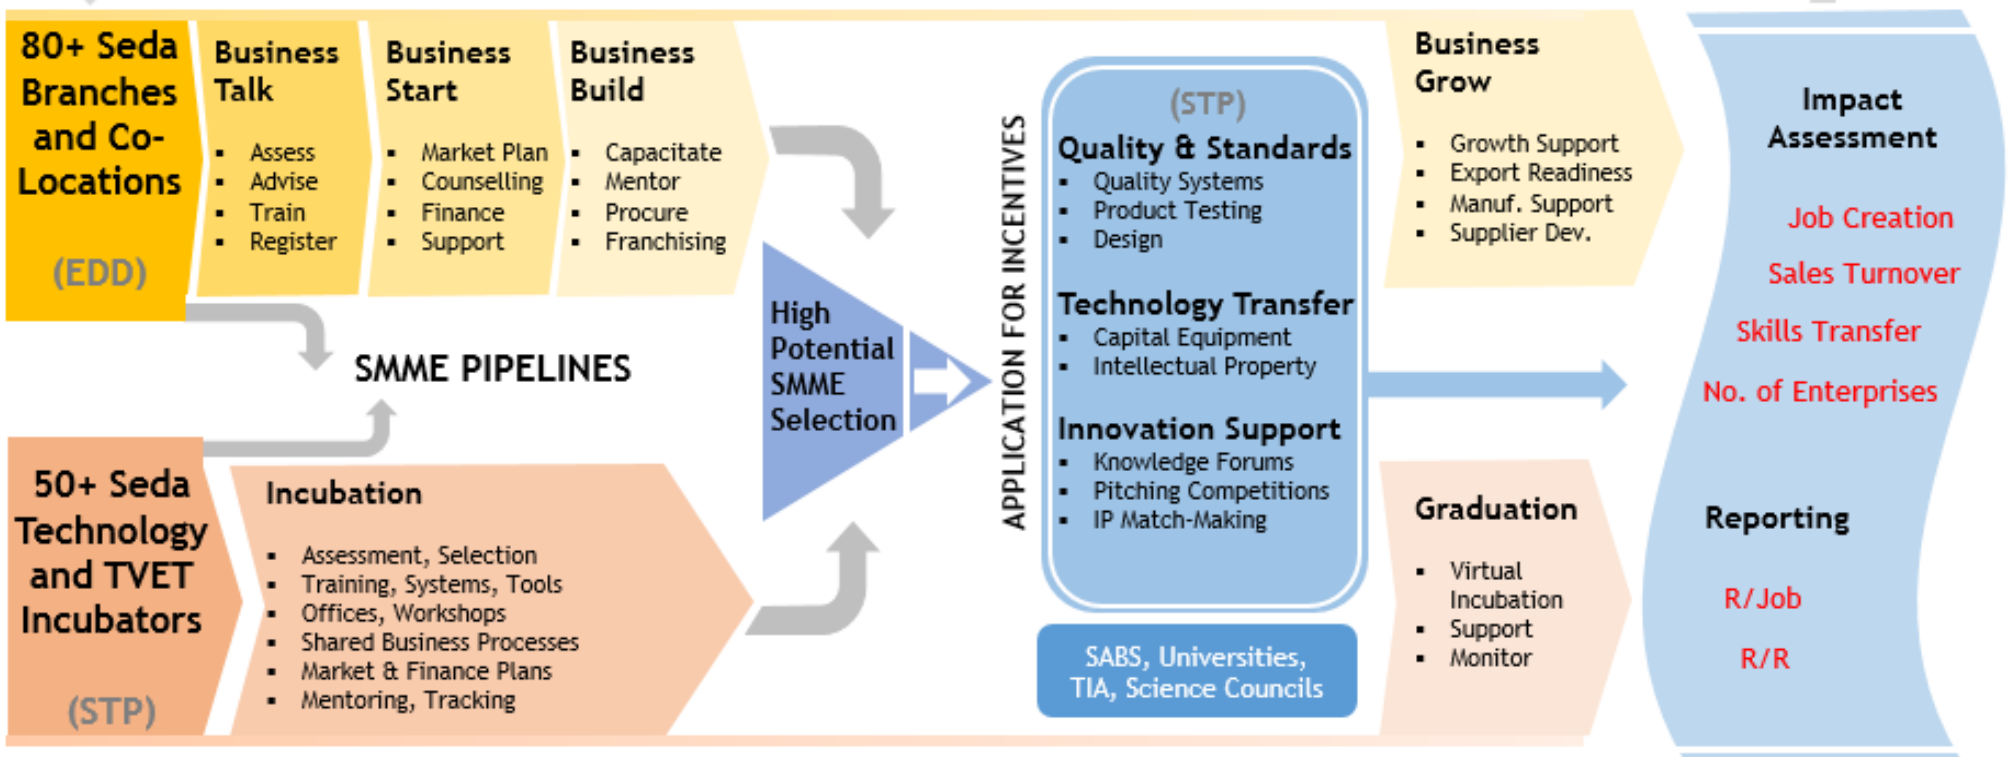 80+ Seda
Branches
and Co-
Locations
(EDD)
Business
Talk
▪ Assess
▪ Advise
▪ Train
▪ Register
Business
Start
▪ Market Plan
▪ Counselling
▪ Finance
▪ Support
Business
Build
▪ Capacitate
▪ Mentor
▪ Procure
▪ Franchising
SMME PIPELINES
50+ Seda
Technology
and TVET
Incubators
(STP)
Incubation
▪ Assessment, Selection
▪ Training, Systems, Tools
▪ Offices, Workshops
▪ Shared Business Processes
▪ Market & Finance Plans
▪ Mentoring, Tracking
High
Potential
SMME
Selection
APPLICATION FOR INCENTIVES
(STP)
Quality & Standards
▪ Quality Systems
▪ Product Testing
▪ Design
Technology Transfer
▪ Capital Equipment
▪ Intellectual Property
Innovation Support
▪ Knowledge Forums
▪ Pitching Competitions
▪ IP Match-Making
SABS, Universities,
TIA, Science Councils
Business
Grow
▪ Growth Support
▪ Export Readiness
▪ Manuf. Support
▪ Supplier Dev.
Graduation
▪ Virtual
Incubation
▪ Support
▪ Monitor
Impact
Assessment
Job Creation
Sales Turnover
Skills Transfer
No. of Enterprises
Reporting
R/Job
R/R